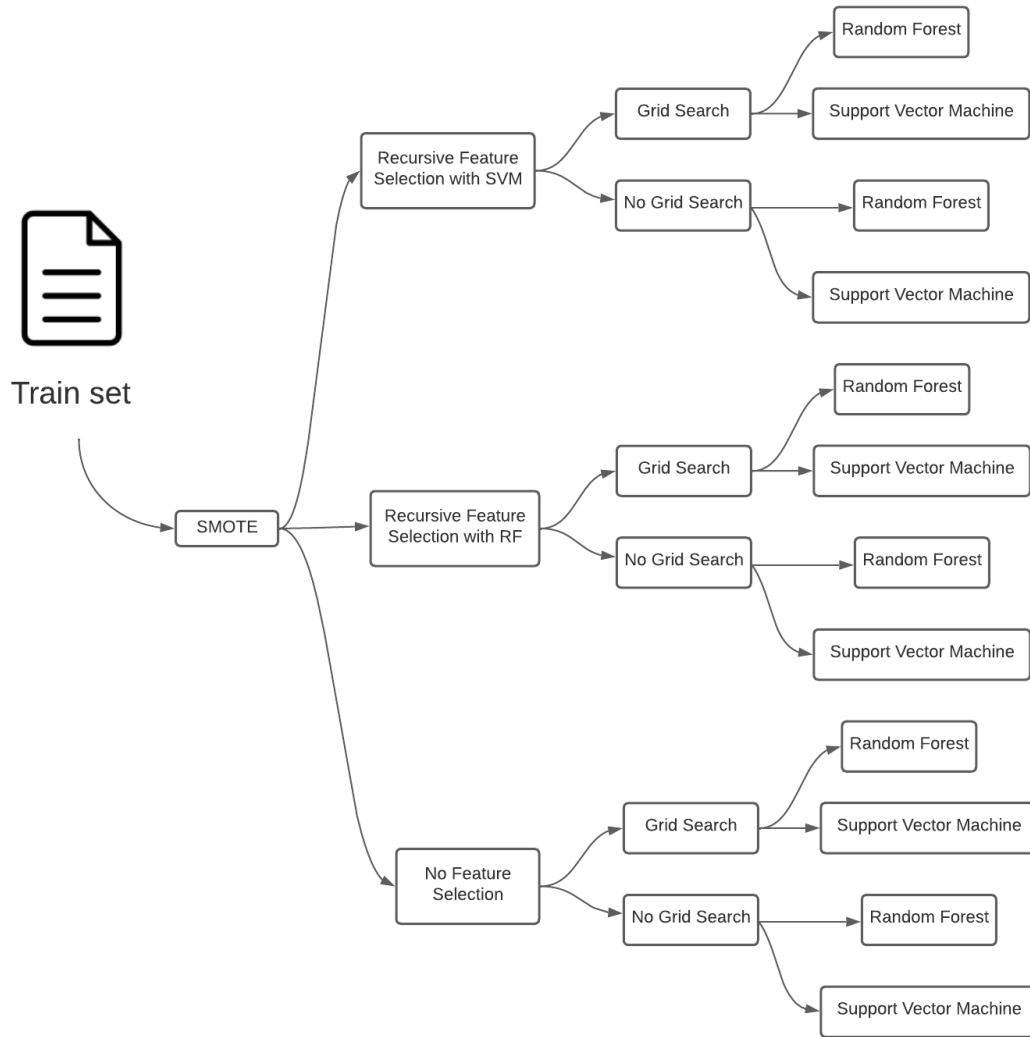 Train set
SMOTE
Recursive Feature
Selection with SVM
Grid Search
Random Forest
Support Vector Machine
No Grid Search
Random Forest
Support Vector Machine
Recursive Feature
Selection with RF
Grid Search
Random Forest
Support Vector Machine
No Grid Search
Random Forest
Support Vector Machine
No Feature
Selection
Grid Search
Random Forest
Support Vector Machine
No Grid Search
Random Forest
Support Vector Machine